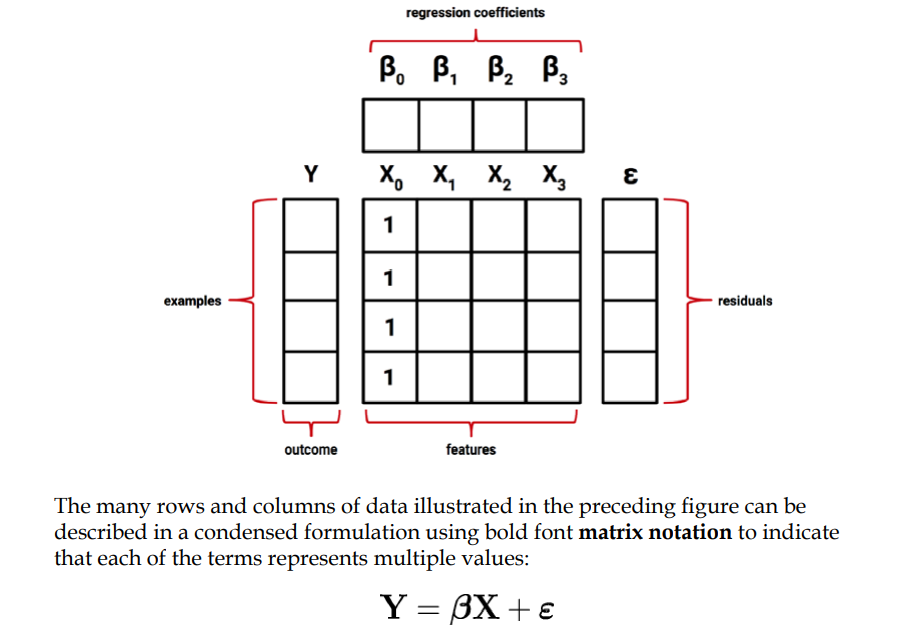 regression coefficients
β₀ β₁ β₂ β₃
Y X₀ X₁ X₂ X₃ ε
1
1
examples residuals
1
1
outcome features
The many rows and columns of data illustrated in the preceding figure can be
described in a condensed formulation using bold font matrix notation to indicate
that each of the terms represents multiple values:
Y = βX + ε